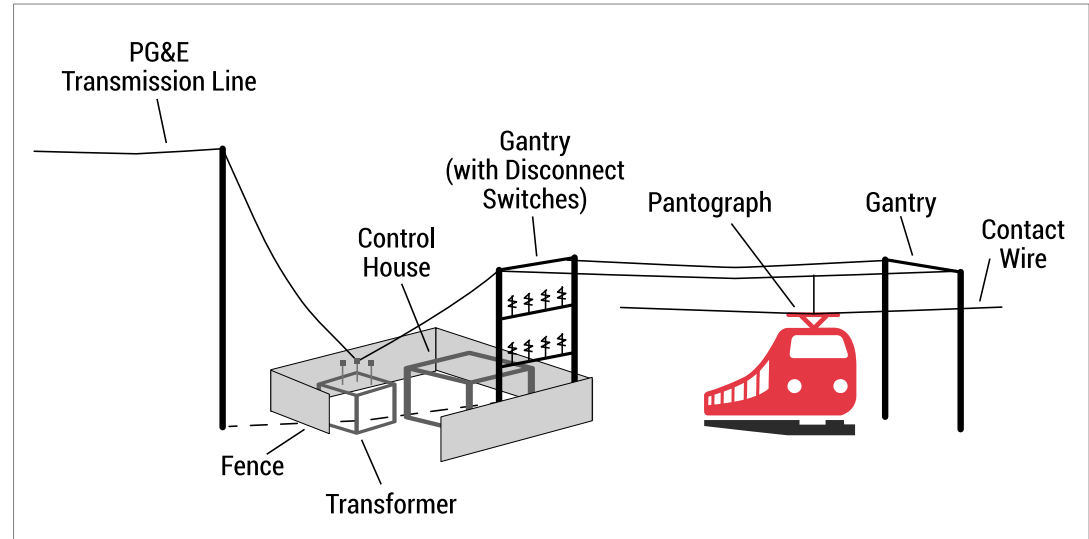 PG&E
Transmission Line
Gantry
(with Disconnect
Switches)
Pantograph
Gantry
Contact
Wire
Control
House
Fence
Transformer